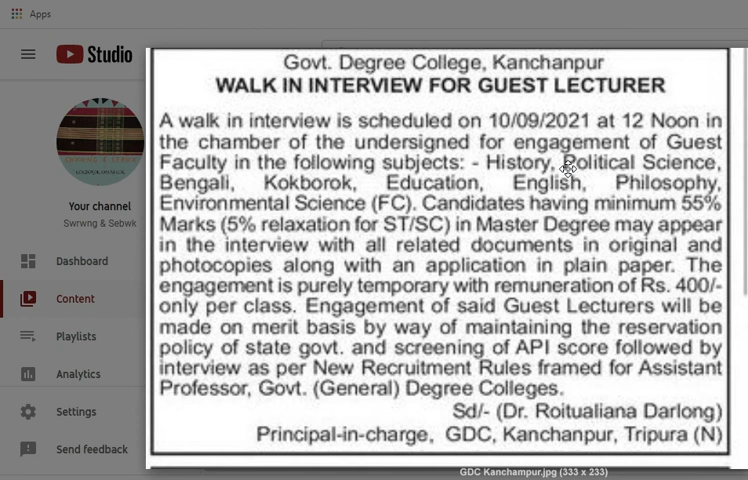 Apps
Studio
Govt. Degree College, Kanchanpur
WALK IN INTERVIEW FOR GUEST LECTURER
A walk in interview is scheduled on 10/09/2021 at 12 Noon in
the chamber of the undersigned for engagement of Guest
Faculty in the following subjects: - History, Political Science,
Bengali, Kokborok, Education, English, Philosophy,
Environmental Science (FC). Candidates having minimum 55%
Marks (5% relaxation for ST/SC) in Master Degree may appear
in the interview with all related documents in original and
photocopies along with an application in plain paper. The
engagement is purely temporary with remuneration of Rs. 400/-
only per class. Engagement of said Guest Lecturers will be
made on merit basis by way of maintaining the reservation
policy of state govt. and screening of API score followed by
interview as per New Recruitment Rules framed for Assistant
Professor, Govt. (General) Degree Colleges.
Sd/- (Dr. Roitualiana Darlong)
Principal-in-charge, GDC, Kanchanpur, Tripura (N)
GDC Kanchampur.jpg (333 x 233)
SWRWNG & SEBWK
Your channel
Swrwng & Sebwk
Dashboard
Content
Playlists
Analytics
Settings
Send feedback